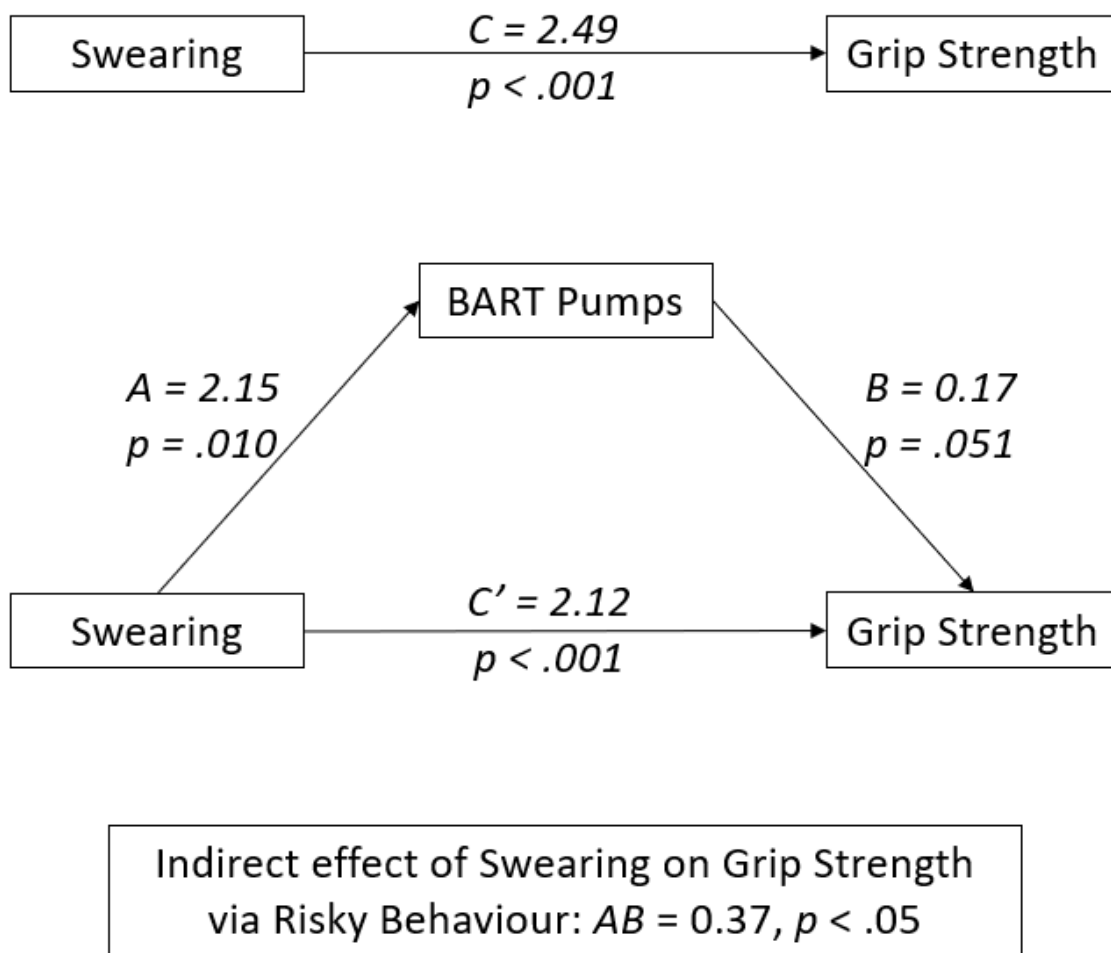 Swearing
C = 2.49
p < .001
Grip Strength
BART Pumps
A = 2.15
p = .010
B = 0.17
p = .051
Swearing
C’ = 2.12
p < .001
Grip Strength
Indirect effect of Swearing on Grip Strength
via Risky Behaviour: AB = 0.37, p < .05